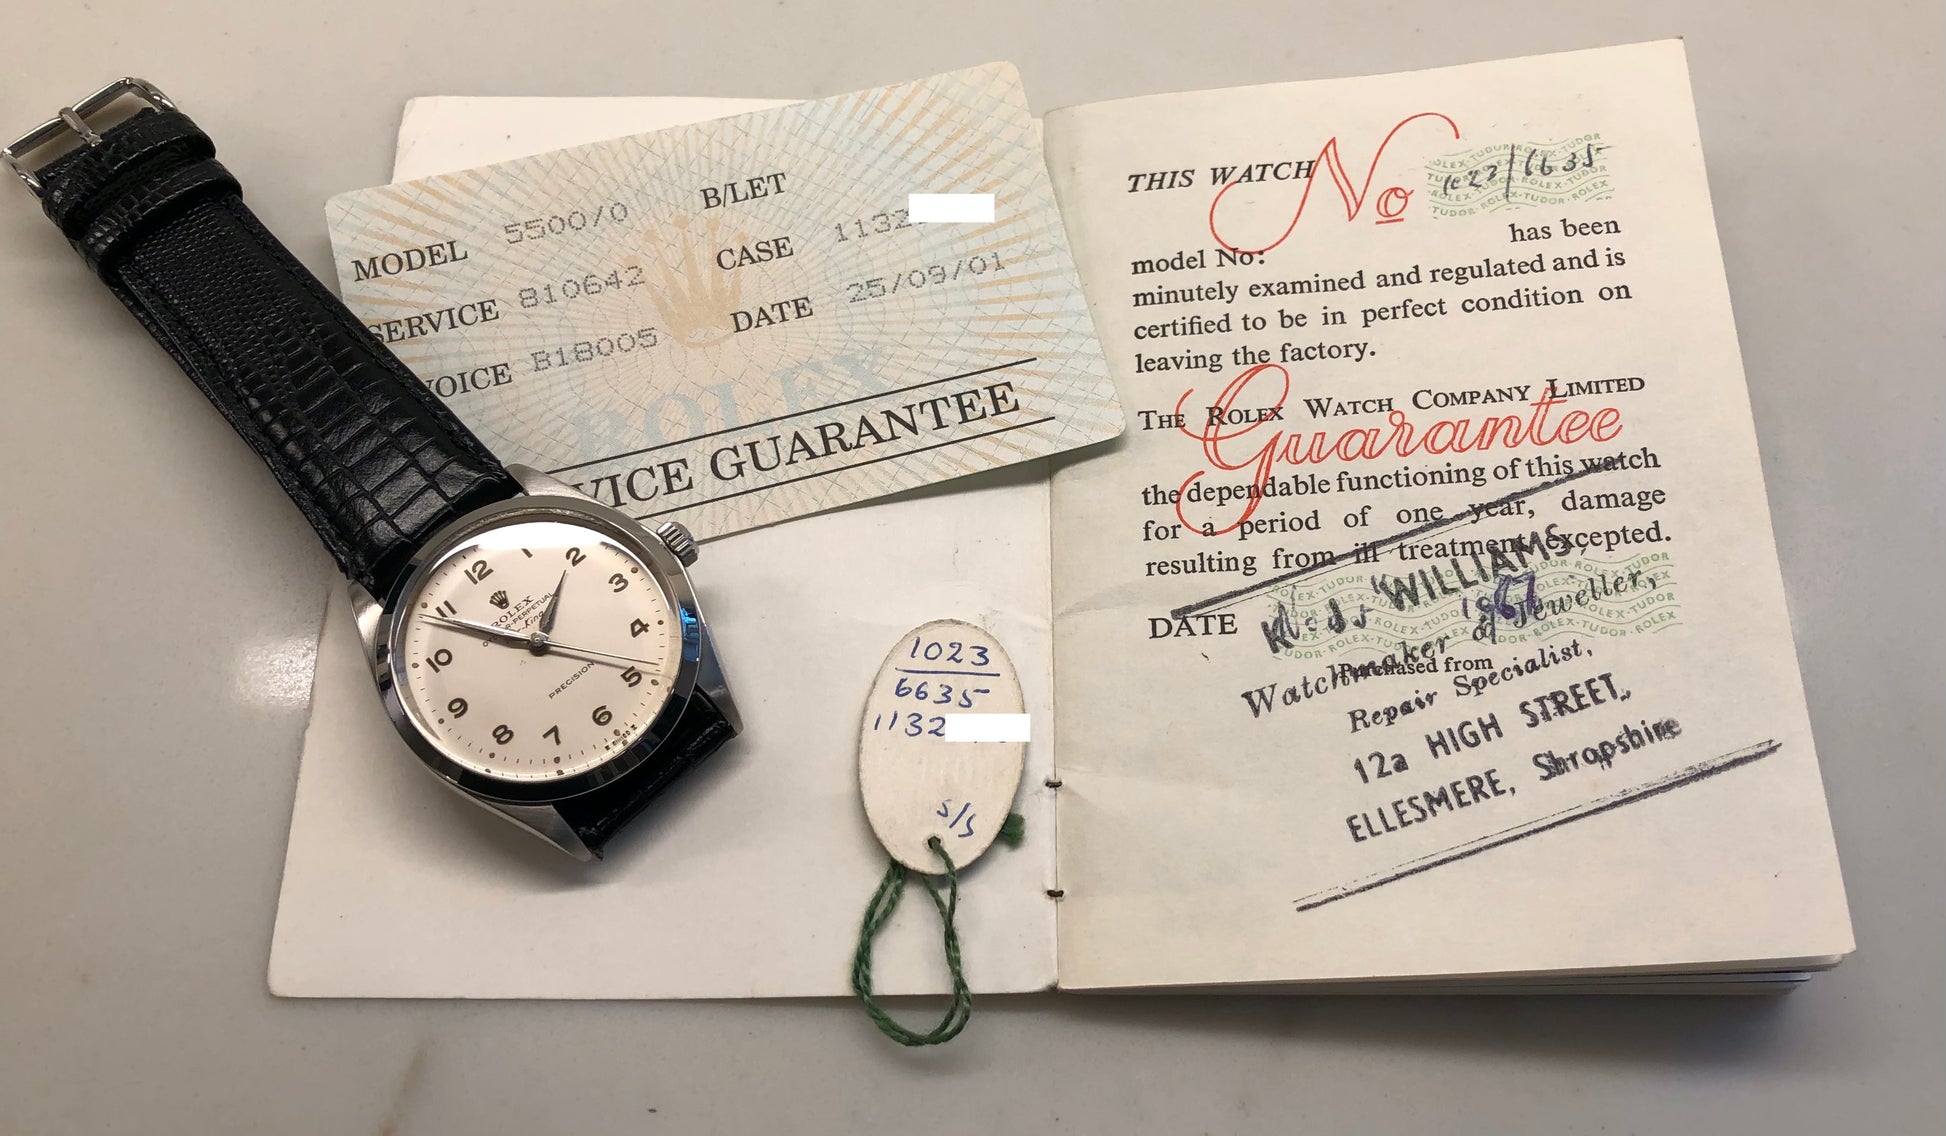 MODEL 5500/0 B/LET
SERVICE 810642 CASE 1132
VOICE B18005 DATE 25/09/01
ROLEX
VICE GUARANTEE
12
1
2
3
4
5
6
7
8
9
10
11
ROLEX
PERPETUAL
King
PRECISION
1023
6635
1132
s/s
THIS WATCH No 1023/6635
model No: has been
minutely examined and regulated and is
certified to be in perfect condition on
leaving the factory.
THE ROLEX WATCH COMPANY LIMITED
Guarantee
the dependable functioning of this watch
for a period of one year, damage
resulting from ill treatment excepted.
DATE
WILLIAMS
Watchmaker & Jeweller,
Purchased from
Repair Specialist,
12a HIGH STREET,
ELLESMERE, Shropshire